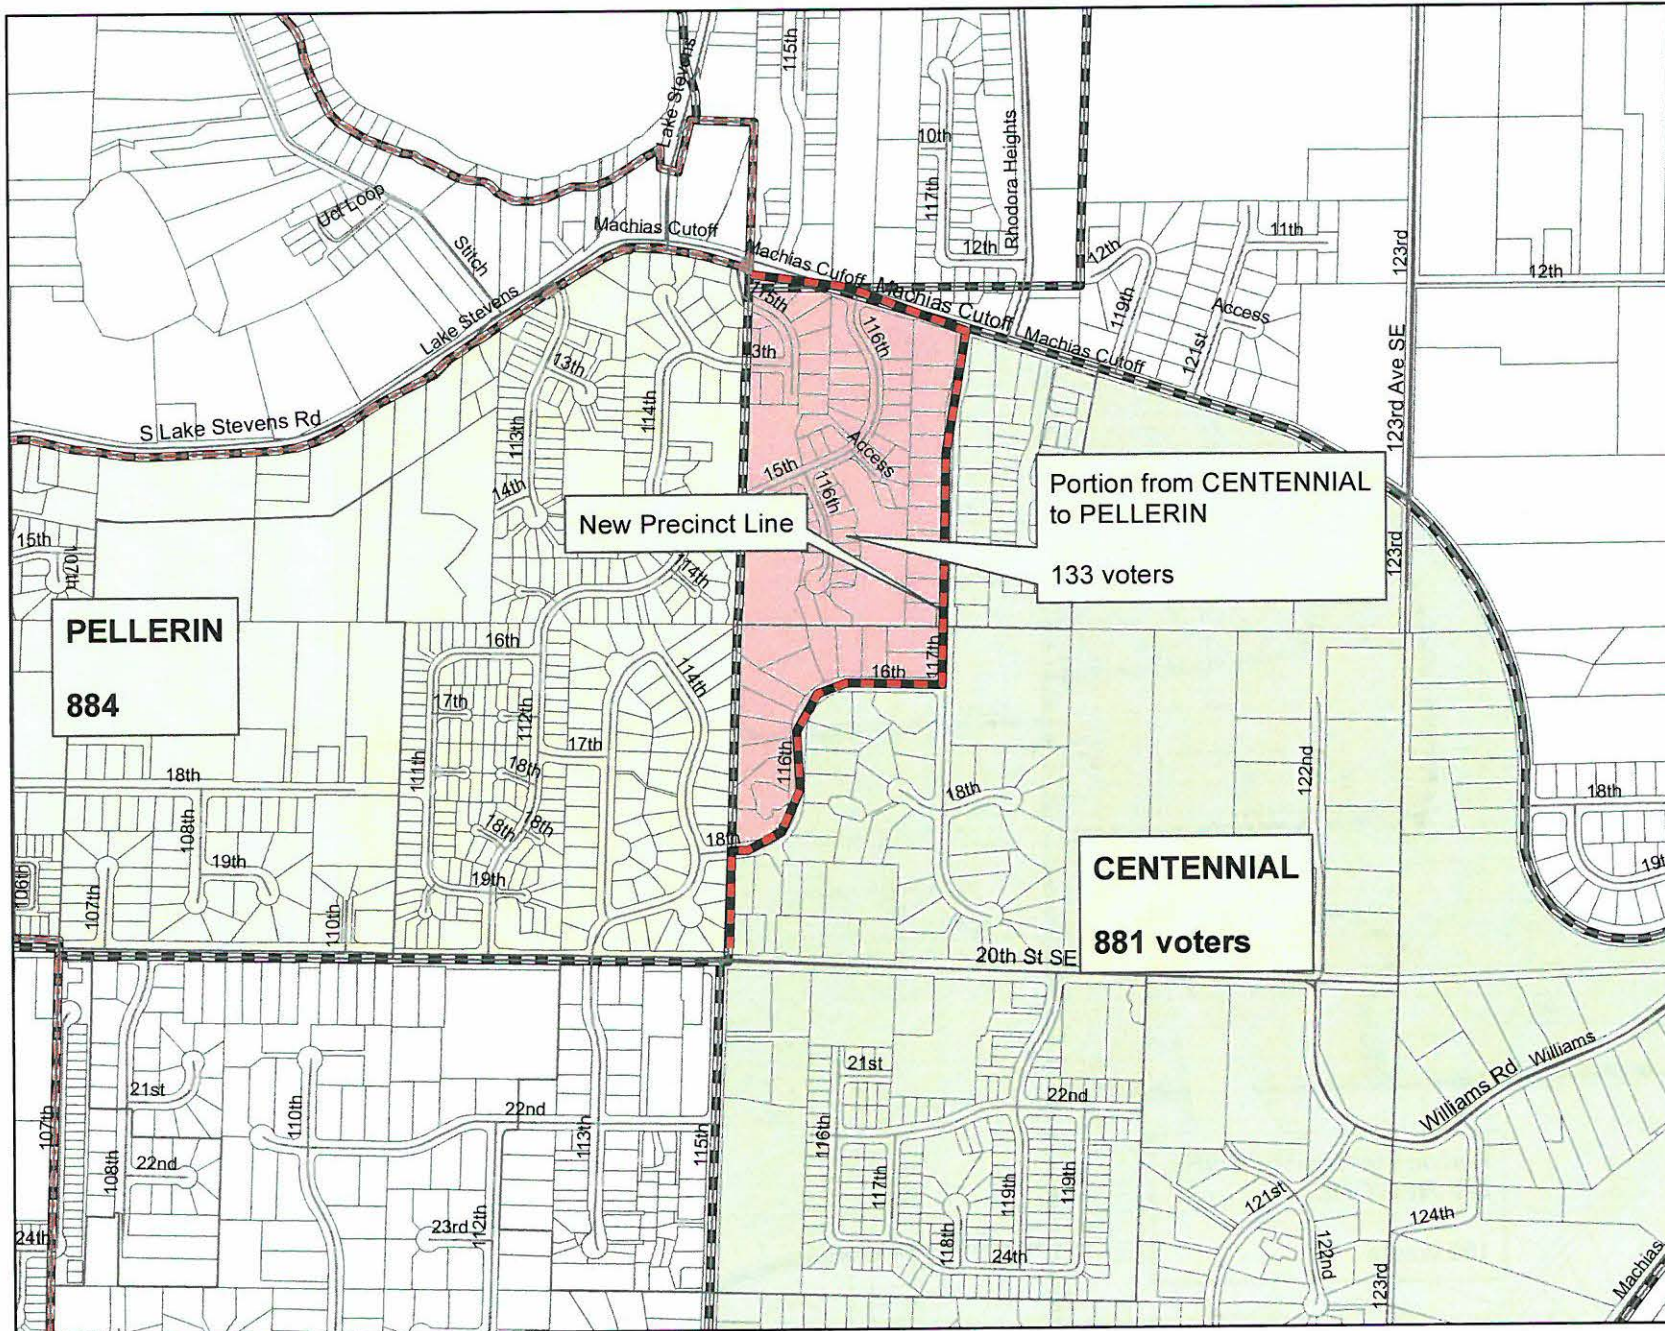 115th
Lake Stevens
10th
Rhodora Heights
117th
Uct Loop
Machias Cutoff
12th
11th
123rd
Stitch
Machias Cutoff
Machias Cutoff
12th
12th
119th
Access
Lake Stevens
115th
116th
Machias Cutoff
121st
3th
13th
114th
123rd Ave SE
S Lake Stevens Rd
113th
Access
15th
116th
14th
Portion from CENTENNIAL
to PELLERIN
133 voters
New Precinct Line
15th
107th
114th
123rd
PELLERIN
884
16th
114th
16th
117th
17th
112th
17th
116th
122nd
18th
111th
18th
18th
18th
108th
18th
18th
18th
19th
19th
19th
106th
107th
110th
CENTENNIAL
881 voters
20th St SE
21st
21st
Williams Rd
Williams
107th
110th
22nd
113th
115th
22nd
116th
108th
22nd
117th
119th
119th
121st
23rd
112th
118th
24th
124th
122nd
123rd
24th
Machias